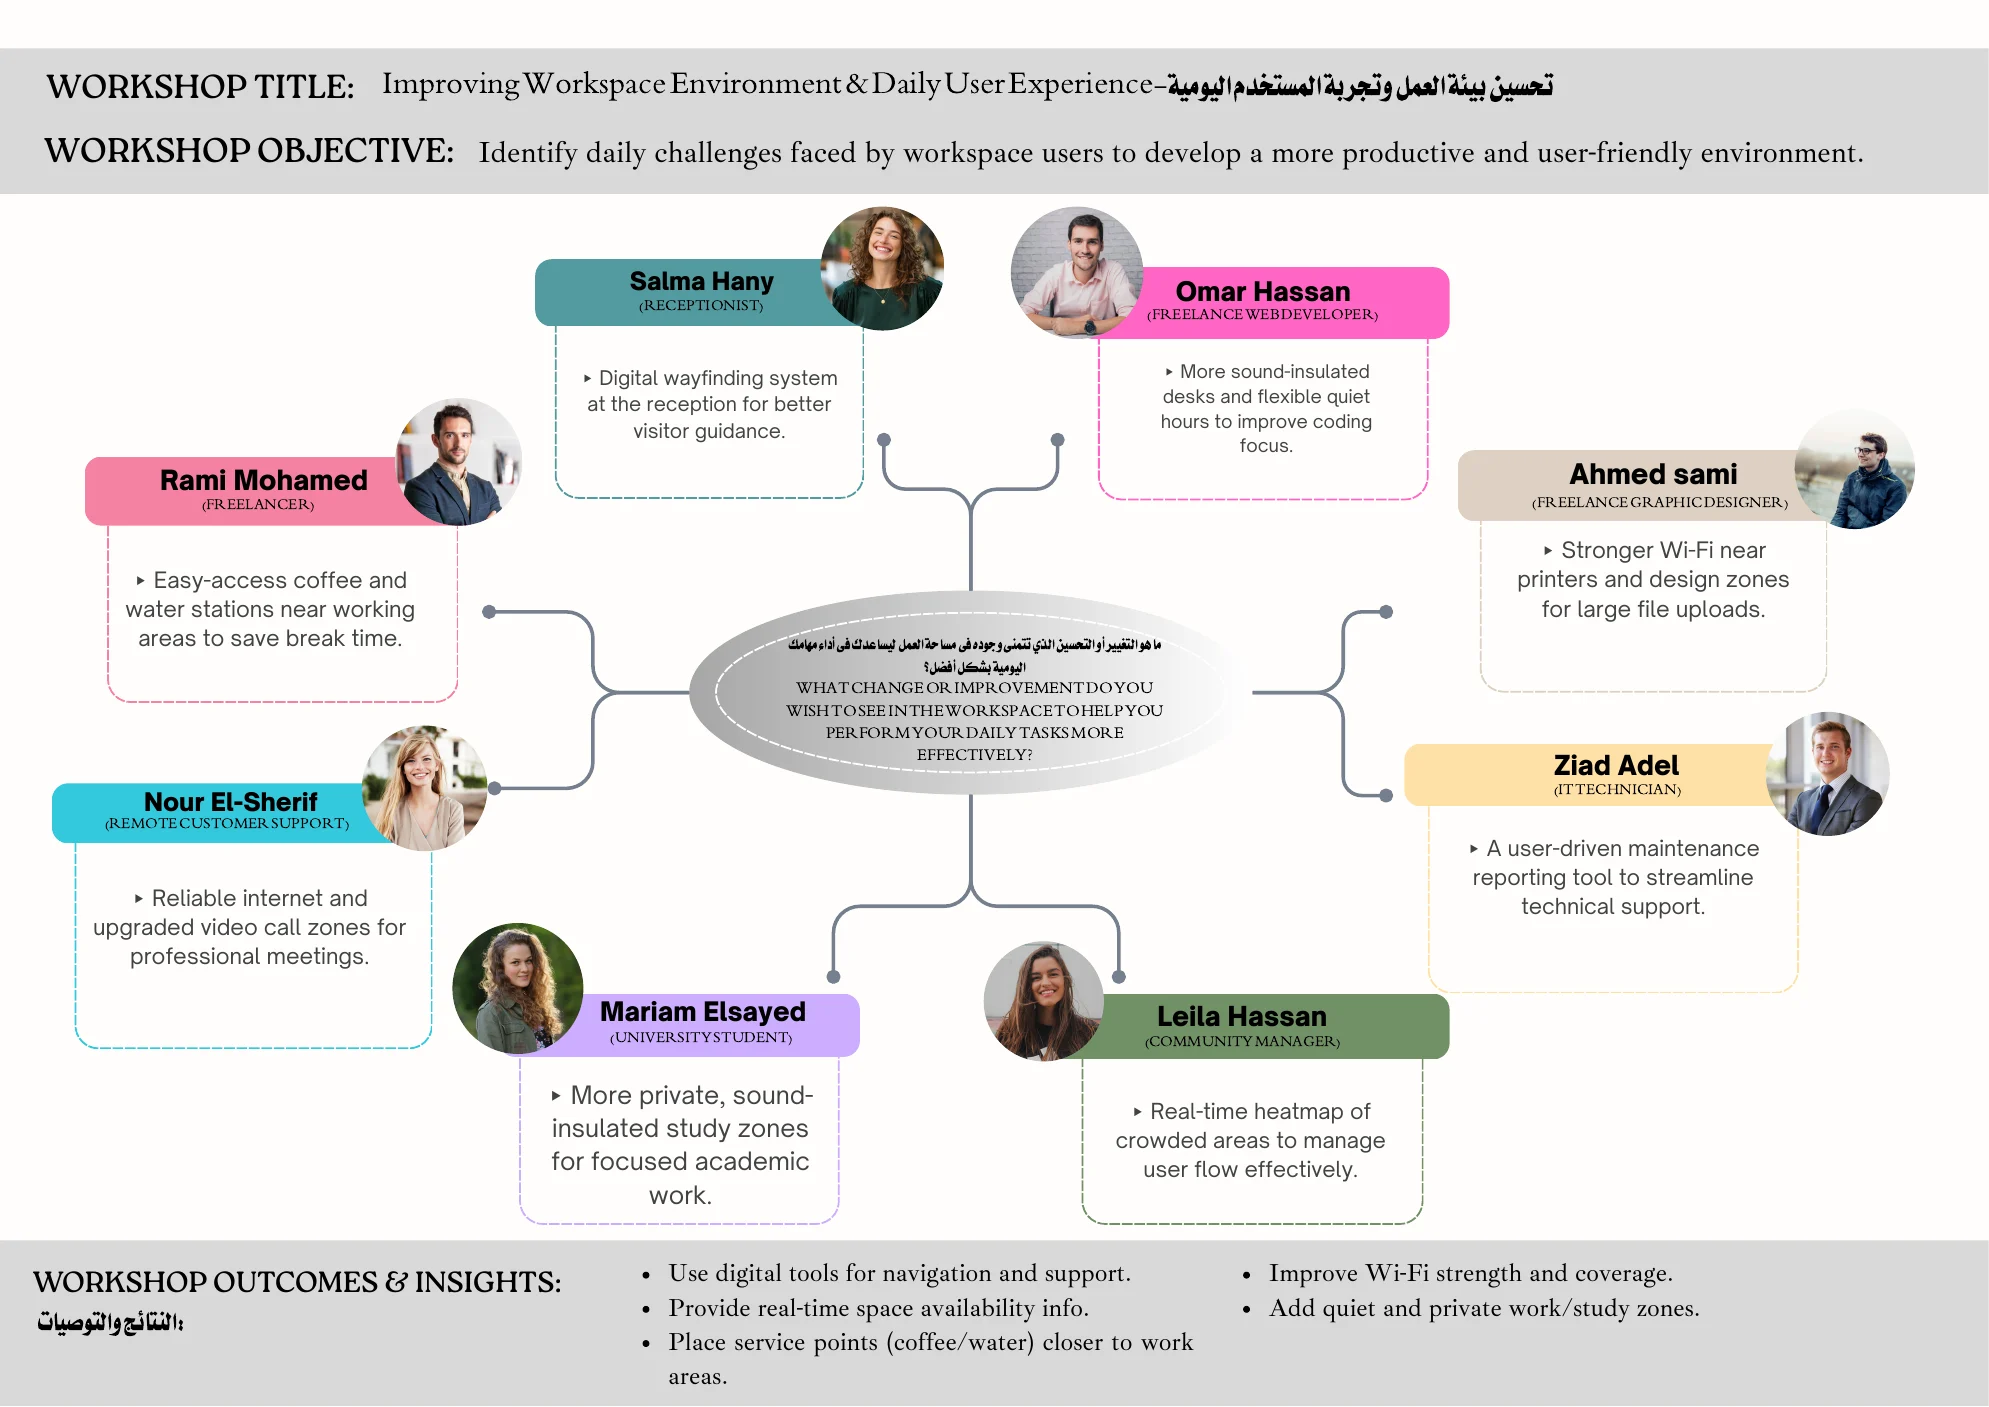 WORKSHOP TITLE: Improving Workspace Environment & Daily User Experience–تحسين بيئة العمل وتجربة المستخدم اليومية
WORKSHOP OBJECTIVE: Identify daily challenges faced by workspace users to develop a more productive and user-friendly environment.
Salma Hany
(RECEPTIONIST)
‣ Digital wayfinding system
at the reception for better
visitor guidance.
Omar Hassan
(FREELANCE WEB DEVELOPER)
‣ More sound-insulated
desks and flexible quiet
hours to improve coding
focus.
Rami Mohamed
(FREELANCER)
‣ Easy-access coffee and
water stations near working
areas to save break time.
Ahmed sami
(FREELANCE GRAPHIC DESIGNER)
‣ Stronger Wi-Fi near
printers and design zones
for large file uploads.
ما هو التغيير أو التحسين الذي تتمنى وجوده في مساحة العمل ليساعدك في أداء مهامك
اليومية بشكل أفضل؟
WHAT CHANGE OR IMPROVEMENT DO YOU
WISH TO SEE IN THE WORKSPACE TO HELP YOU
PERFORM YOUR DAILY TASKS MORE
EFFECTIVELY?
Nour El-Sherif
(REMOTE CUSTOMER SUPPORT)
‣ Reliable internet and
upgraded video call zones for
professional meetings.
Ziad Adel
(IT TECHNICIAN)
‣ A user-driven maintenance
reporting tool to streamline
technical support.
Mariam Elsayed
(UNIVERSITY STUDENT)
‣ More private, sound-
insulated study zones
for focused academic
work.
Leila Hassan
(COMMUNITY MANAGER)
‣ Real-time heatmap of
crowded areas to manage
user flow effectively.
WORKSHOP OUTCOMES & INSIGHTS:
النتائج والتوصيات:
• Use digital tools for navigation and support.
• Provide real-time space availability info.
• Place service points (coffee/water) closer to work
areas.
• Improve Wi-Fi strength and coverage.
• Add quiet and private work/study zones.